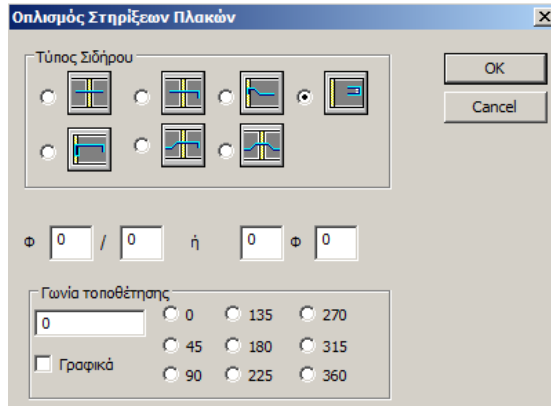 Οπλισμός Στηρίξεων Πλακών
Τύπος Σιδήρου
OK
Cancel
Φ 0 / 0 ή 0 Φ 0
Γωνία τοποθέτησης
0 0 135 270
45 180 315
Γραφικά 90 225 360